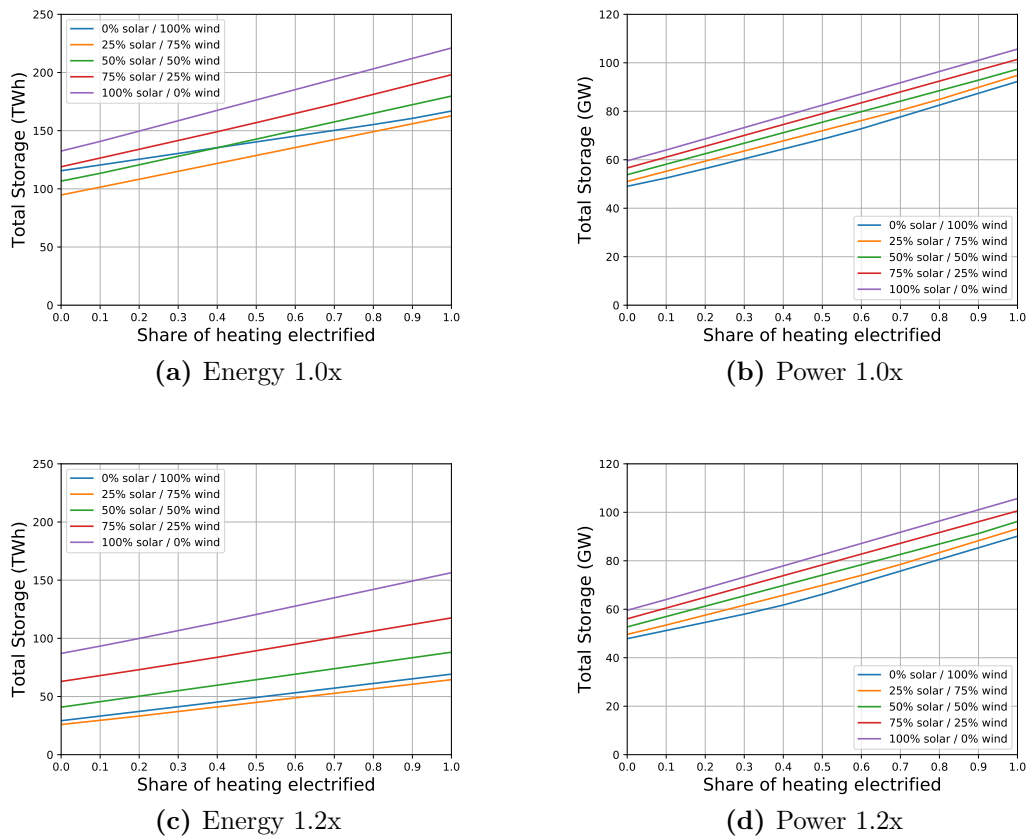 250
200
150
100
50
0
Total Storage (TWh)
0% solar / 100% wind
25% solar / 75% wind
50% solar / 50% wind
75% solar / 25% wind
100% solar / 0% wind
0.0 0.1 0.2 0.3 0.4 0.5 0.6 0.7 0.8 0.9 1.0
Share of heating electrified
(a) Energy 1.0x
120
100
80
60
40
20
0
Total Storage (GW)
0% solar / 100% wind
25% solar / 75% wind
50% solar / 50% wind
75% solar / 25% wind
100% solar / 0% wind
0.0 0.1 0.2 0.3 0.4 0.5 0.6 0.7 0.8 0.9 1.0
Share of heating electrified
(b) Power 1.0x
250
200
150
100
50
0
Total Storage (TWh)
0% solar / 100% wind
25% solar / 75% wind
50% solar / 50% wind
75% solar / 25% wind
100% solar / 0% wind
0.0 0.1 0.2 0.3 0.4 0.5 0.6 0.7 0.8 0.9 1.0
Share of heating electrified
(c) Energy 1.2x
120
100
80
60
40
20
0
Total Storage (GW)
0% solar / 100% wind
25% solar / 75% wind
50% solar / 50% wind
75% solar / 25% wind
100% solar / 0% wind
0.0 0.1 0.2 0.3 0.4 0.5 0.6 0.7 0.8 0.9 1.0
Share of heating electrified
(d) Power 1.2x